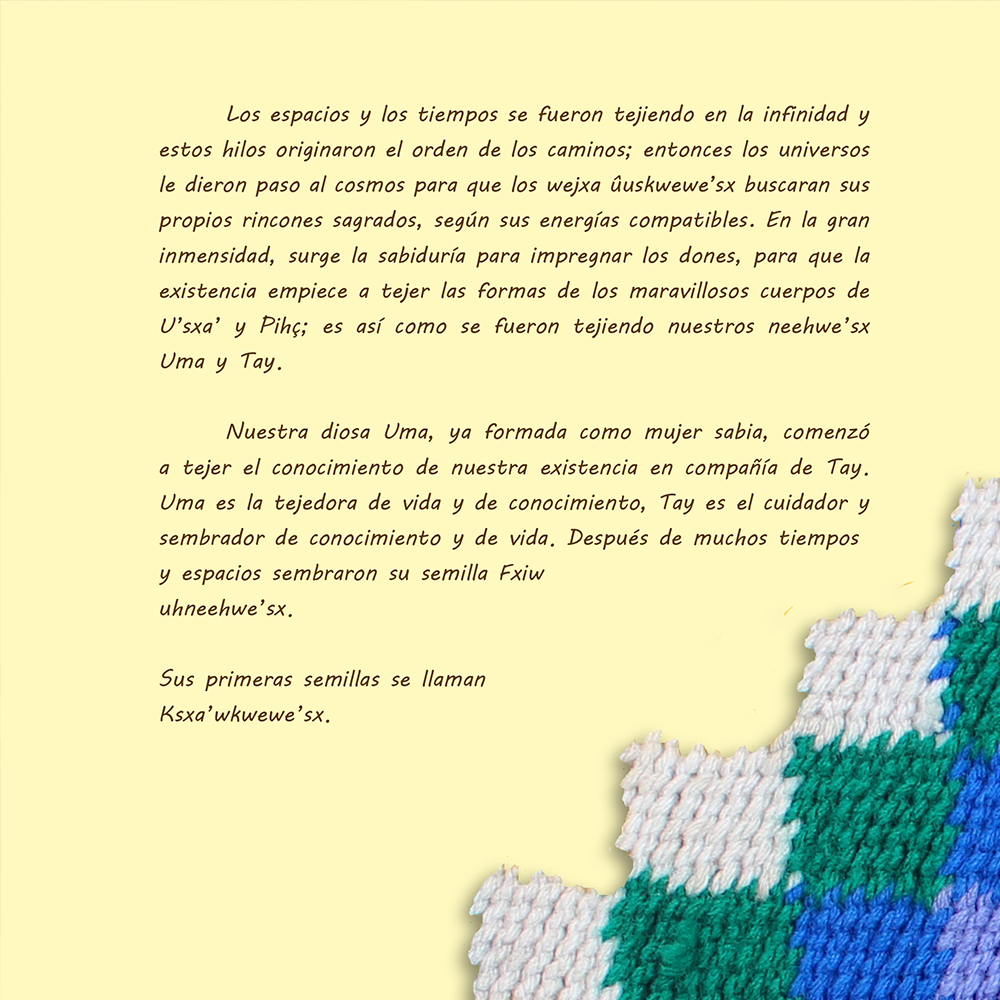 Los espacios y los tiempos se fueron tejiendo en la infinidad y
estos hilos originaron el orden de los caminos; entonces los universos
le dieron paso al cosmos para que los wejxa ûuskwewe’sx buscaran sus
propios rincones sagrados, según sus energías compatibles. En la gran
inmensidad, surge la sabiduría para impregnar los dones, para que la
existencia empiece a tejer las formas de los maravillosos cuerpos de
U’sxa’ y Pihç; es así como se fueron tejiendo nuestros neehwe’sx
Uma y Tay.
Nuestra diosa Uma, ya formada como mujer sabia, comenzó
a tejer el conocimiento de nuestra existencia en compañía de Tay.
Uma es la tejedora de vida y de conocimiento, Tay es el cuidador y
sembrador de conocimiento y de vida. Después de muchos tiempos
y espacios sembraron su semilla Fxiw
uhneehwe’sx.
Sus primeras semillas se llaman
Ksxa’wkwewe’sx.